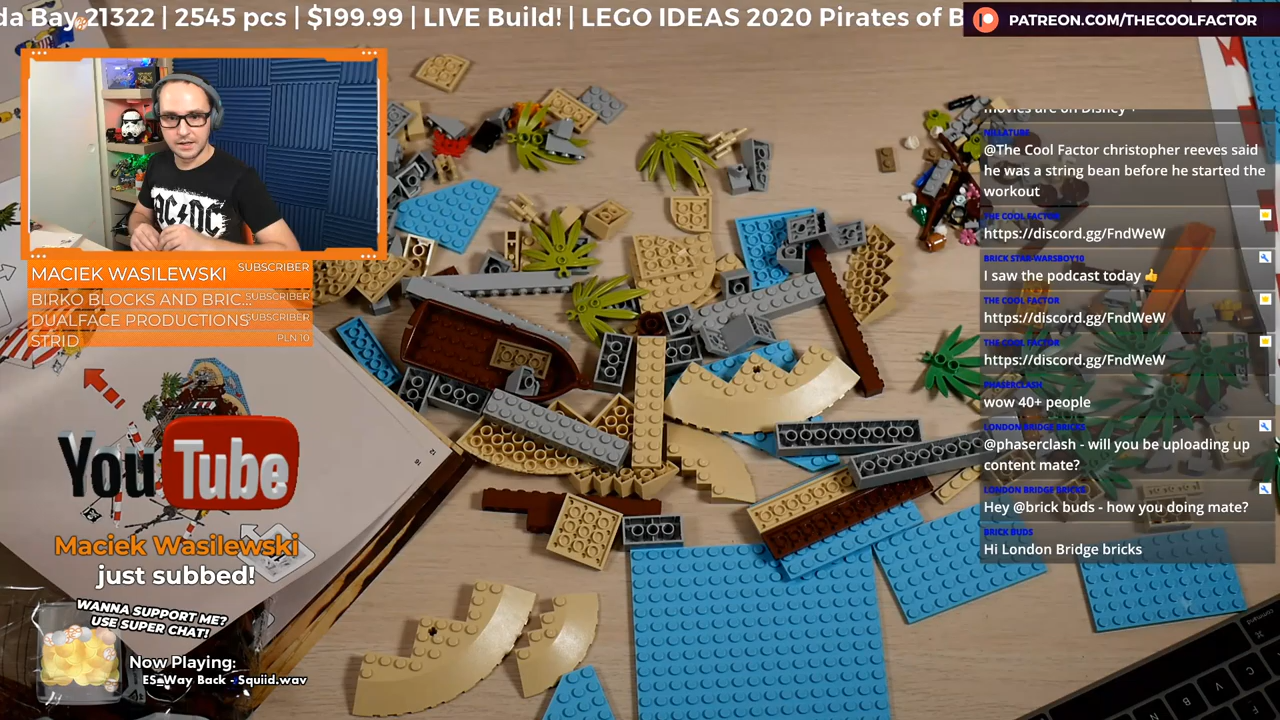 da Bay 21322 | 2545 pcs | $199.99 | LIVE Build! | LEGO IDEAS 2020 Pirates of B
PATREON.COM/THECOOLFACTOR
AC/DC
MACIEK WASILEWSKI SUBSCRIBER
BIRKO BLOCKS AND BRIC... SUBSCRIBER
DUALFACE PRODUCTIONS SUBSCRIBER
STRID PLN 10
YouTube
Maciek Wasilewski
just subbed!
WANNA SUPPORT ME?
USE SUPER CHAT!
Now Playing:
ES_Way Back - Squiid.wav
movies are on Disney +
NILLATUBE
@The Cool Factor christopher reeves said
he was a string bean before he started the
workout
THE COOL FACTOR
https://discord.gg/FndWeW
BRICK STAR-WARSBOY10
I saw the podcast today 👍
THE COOL FACTOR
https://discord.gg/FndWeW
THE COOL FACTOR
https://discord.gg/FndWeW
PHASERCLASH
wow 40+ people
LONDON BRIDGE BRICKS
@phaserclash - will you be uploading up
content mate?
LONDON BRIDGE BRICKS
Hey @brick buds - how you doing mate?
BRICK BUDS
Hi London Bridge bricks